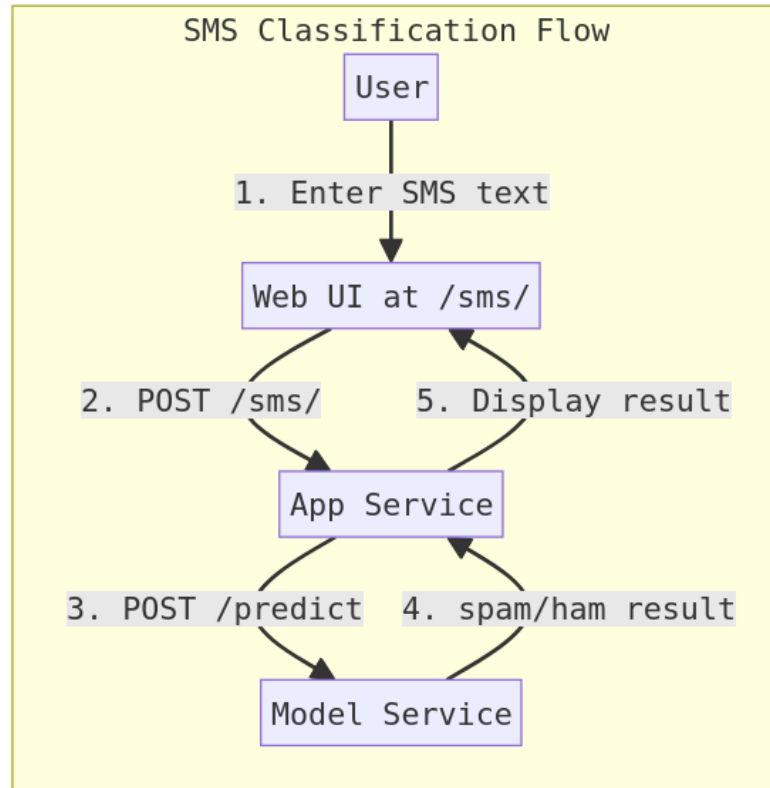 SMS Classification Flow
User
1. Enter SMS text
Web UI at /sms/
2. POST /sms/
5. Display result
App Service
3. POST /predict
4. spam/ham result
Model Service